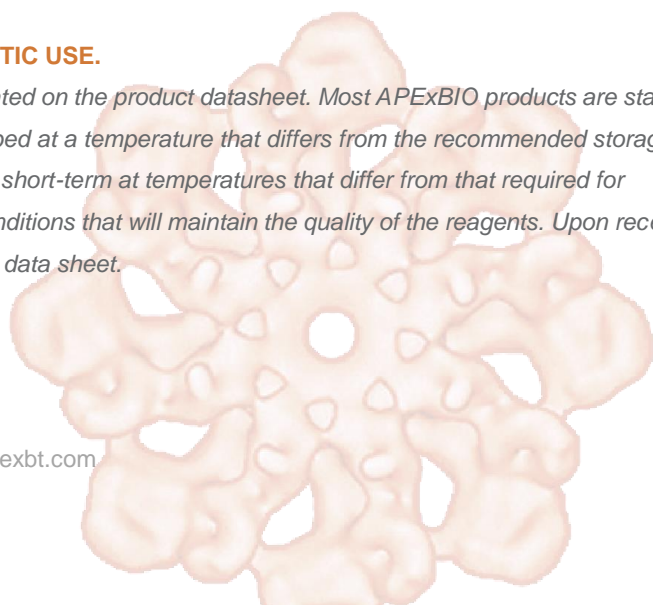 TIC USE.
ted on the product datasheet. Most APExBIO products are sta
ped at a temperature that differs from the recommended storag
short-term at temperatures that differ from that required for
nditions that will maintain the quality of the reagents. Upon rece
data sheet.
exbt.com